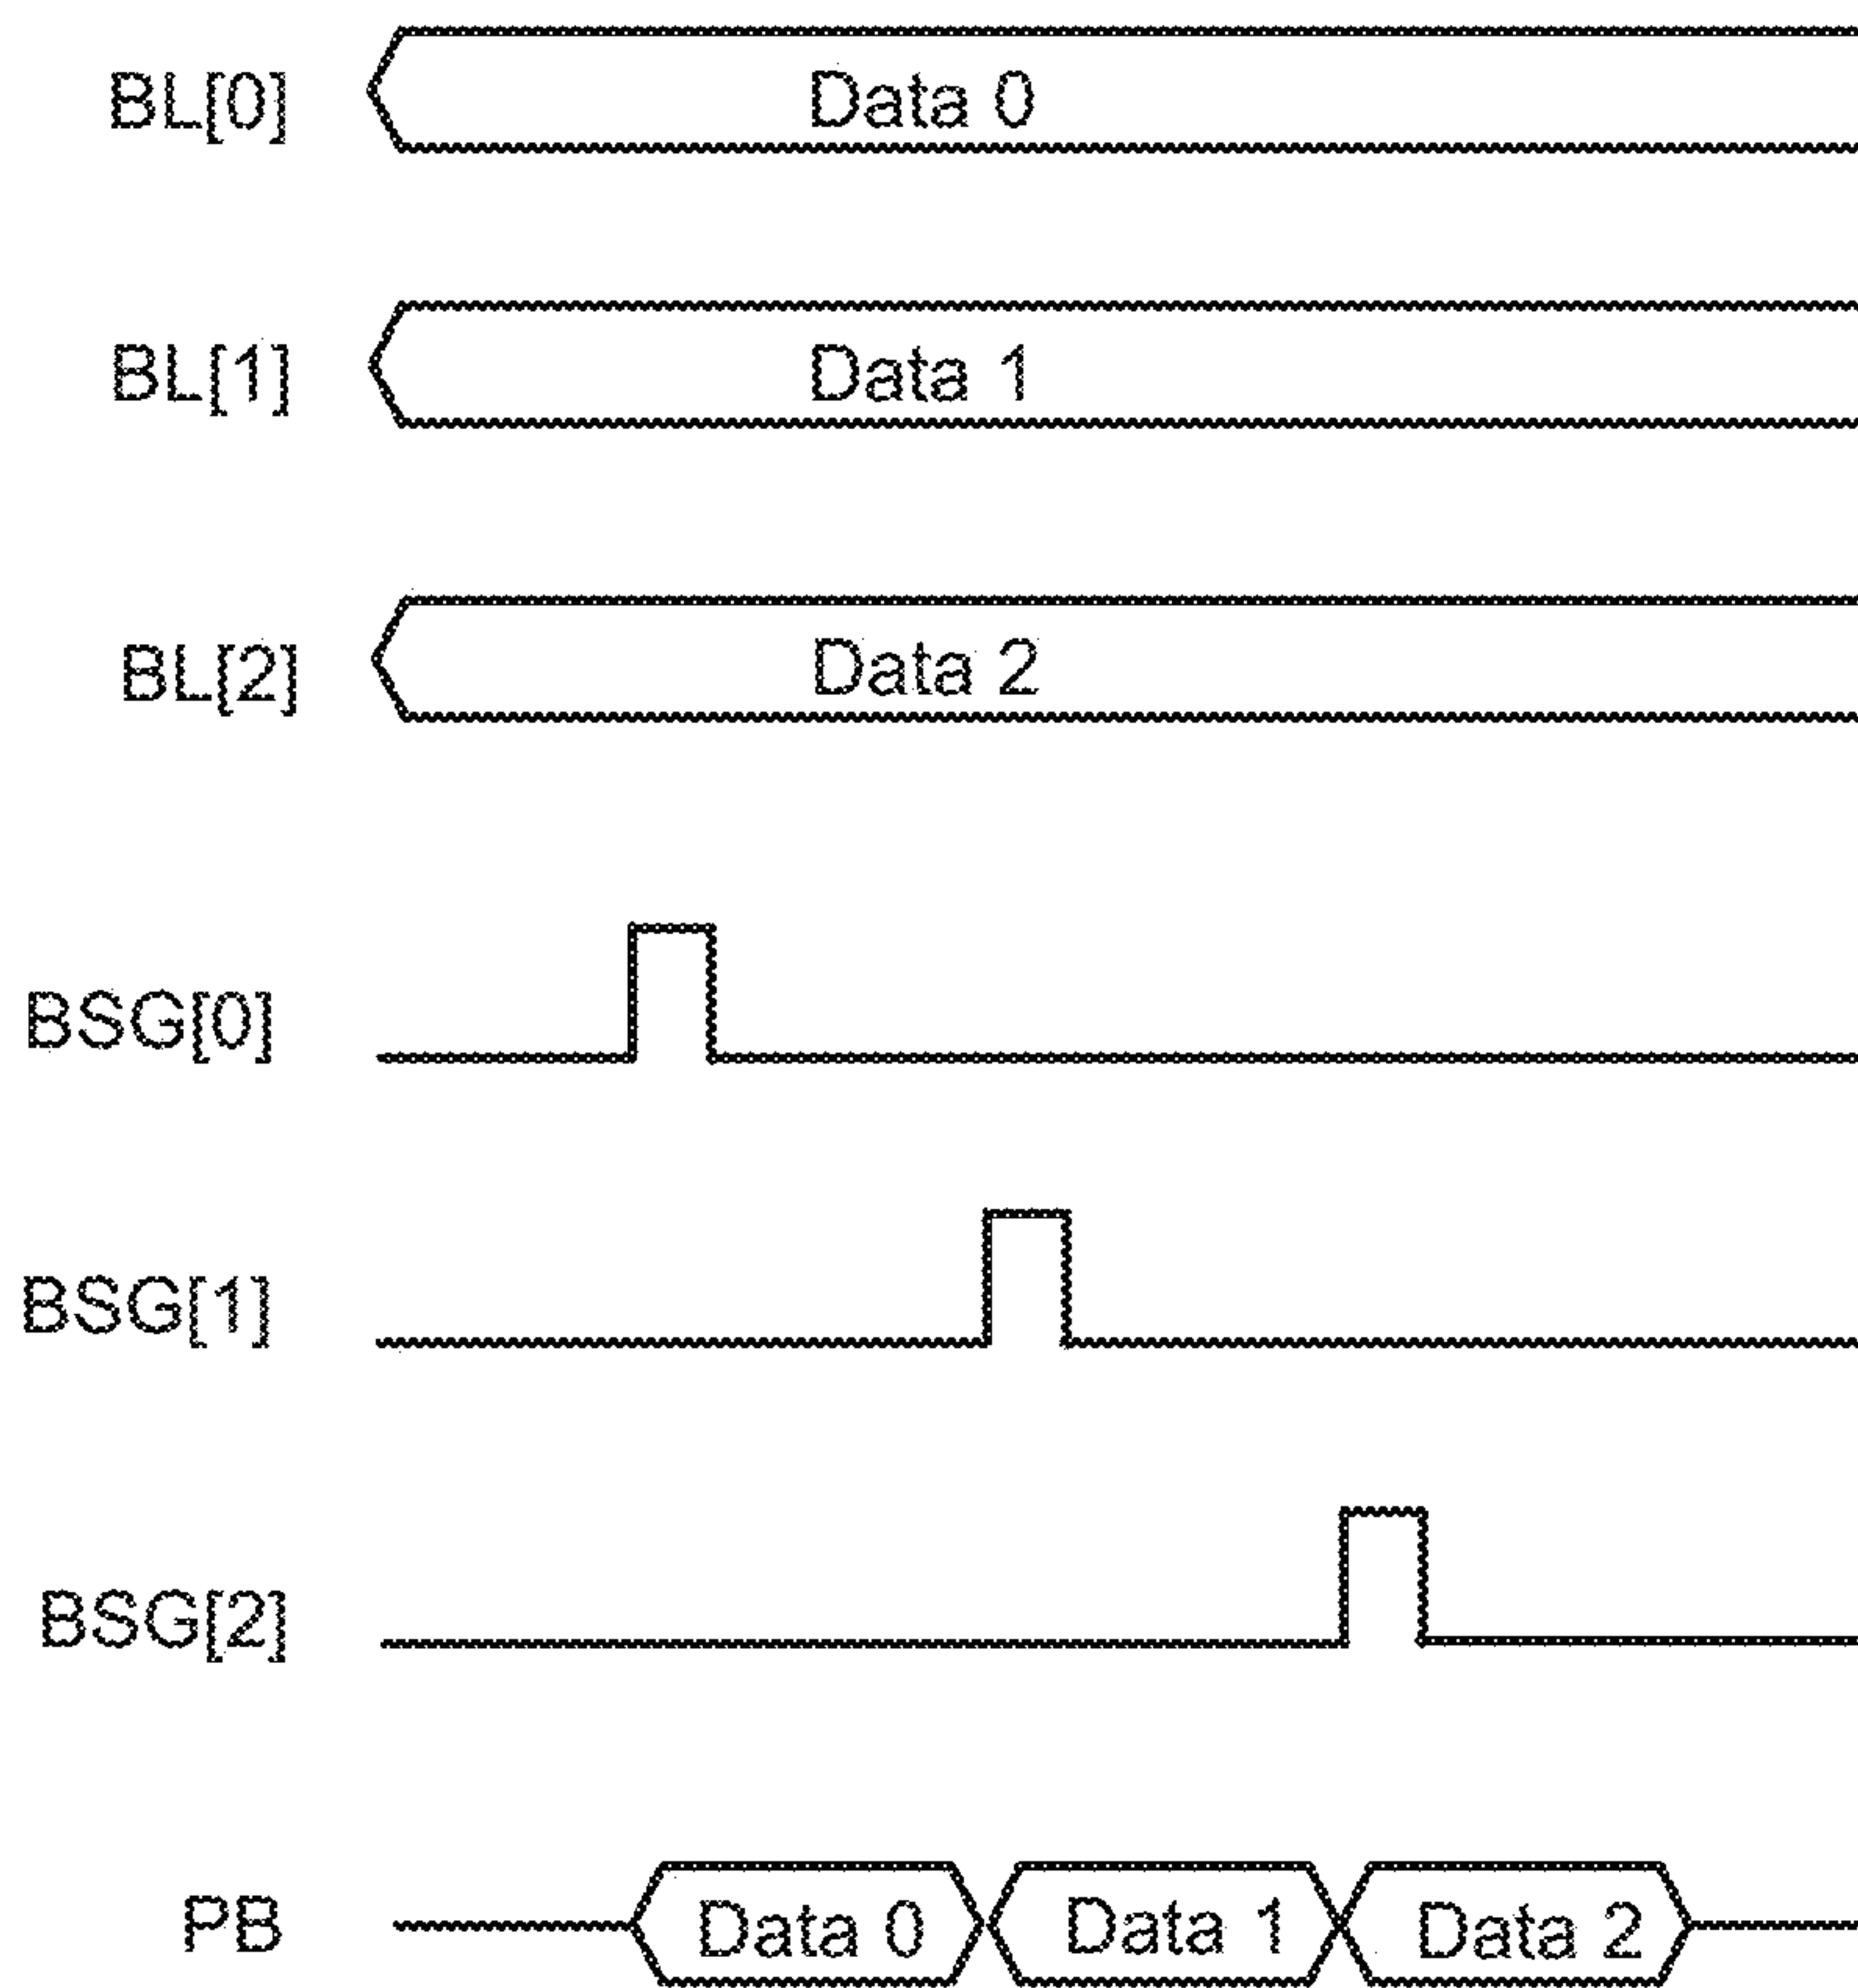 BL[0] Data 0
BL[1] Data 1
BL[2] Data 2
BSG[0]
BSG[1]
BSG[2]
PB Data 0 Data 1 Data 2